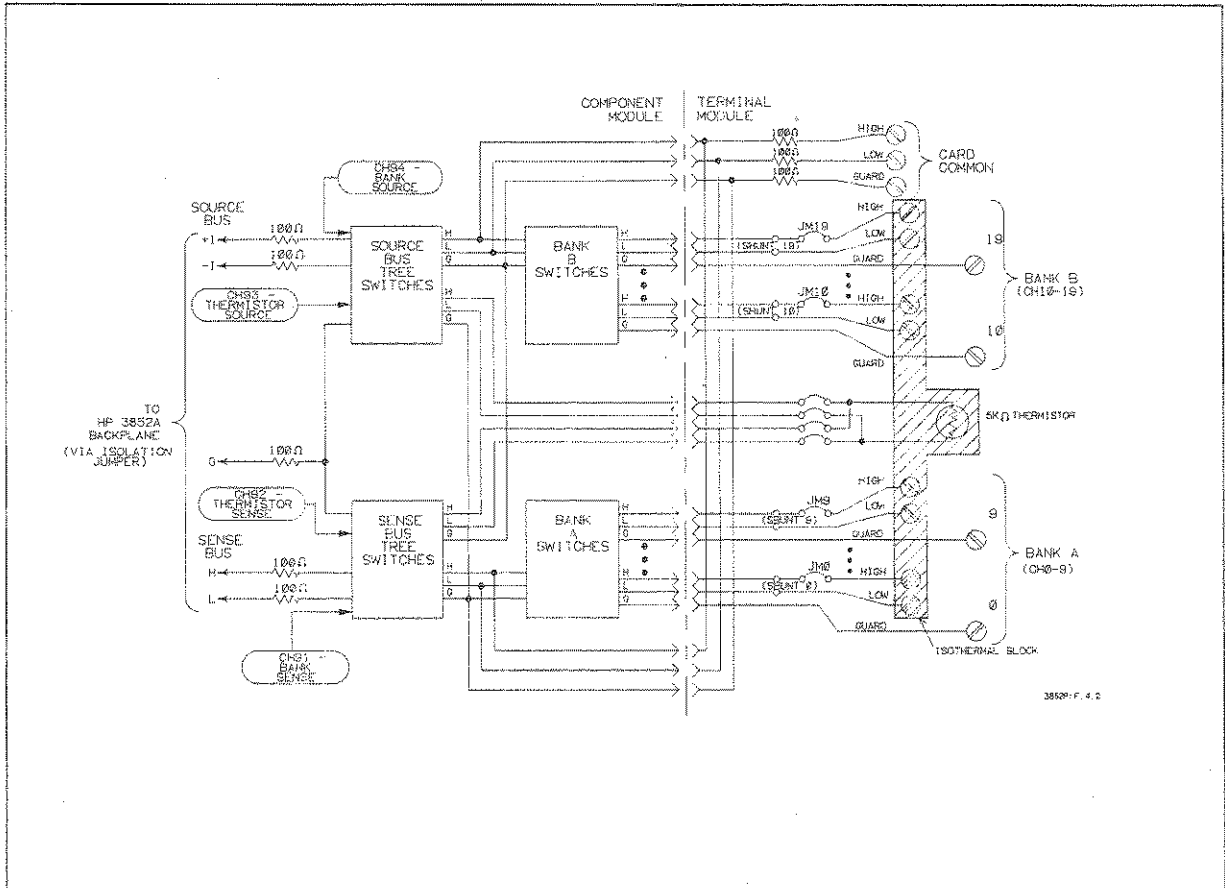 COMPONENT
MODULE
TERMINAL
MODULE
100Ω
HIGH
100Ω
LOW
100Ω
GUARD
CARD
COMMON
CH94 -
BANK
SOURCE
SOURCE
BUS
+I
100Ω
-I
100Ω
CH93 -
THERMISTOR
SOURCE
SOURCE
BUS
TREE
SWITCHES
H
L
G
H
L
G
BANK
B
SWITCHES
H
L
G
H
L
G
JM19
(SHUNT 19)
HIGH
LOW
GUARD
19
JM10
(SHUNT 10)
HIGH
LOW
GUARD
10
BANK B
(CH10-19)
TO
HP 3852A
BACKPLANE
(VIA ISOLATION
JUMPER)
5KΩ THERMISTOR
G
100Ω
CH92 -
THERMISTOR
SENSE
SENSE
BUS
H
100Ω
L
100Ω
CH91 -
BANK
SENSE
SENSE
BUS
TREE
SWITCHES
H
L
G
H
L
G
BANK
A
SWITCHES
H
L
G
H
L
G
JM9
(SHUNT 9)
HIGH
LOW
GUARD
9
JM0
(SHUNT 0)
HIGH
LOW
GUARD
0
BANK A
(CH0-9)
ISOTHERMAL BLOCK
3852P:F.4.2